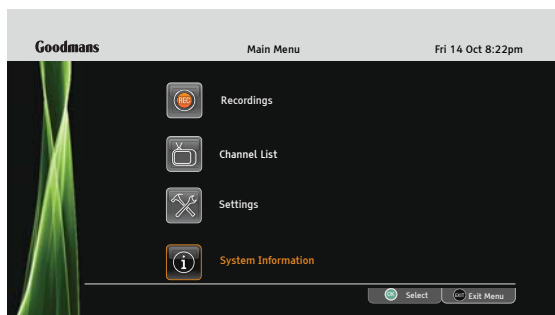 Goodmans Main Menu Fri 14 Oct 8:22pm
REC Recordings
Channel List
Settings
i System Information
OK Select EXIT Exit Menu